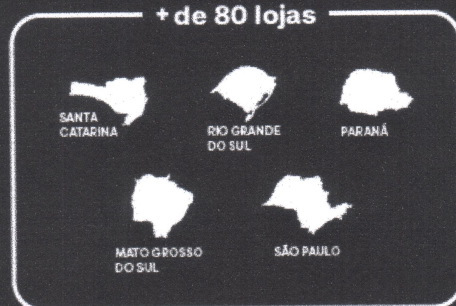 + de 80 lojas
SANTA
CATARINA
RIO GRANDE
DO SUL
PARANÁ
MATO GROSSO
DO SUL
SÃO PAULO